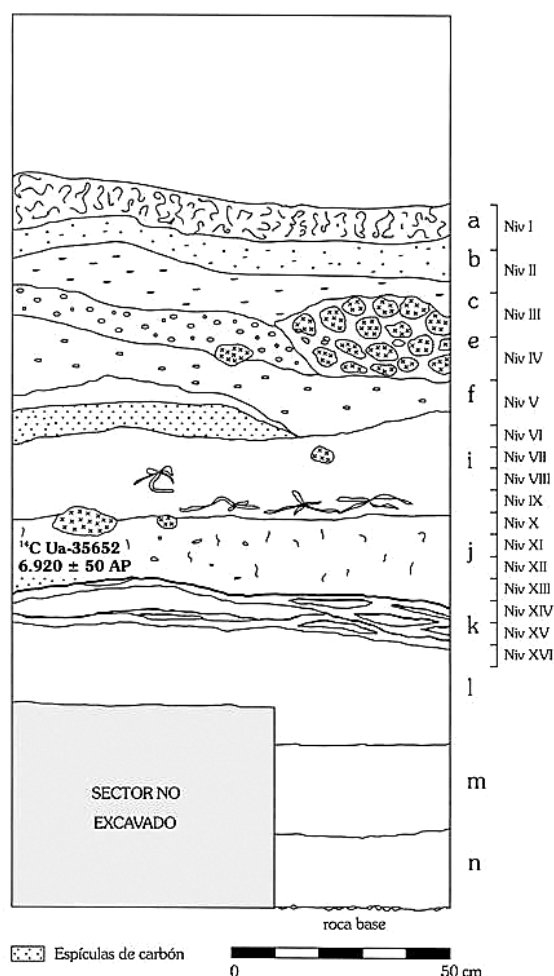 a
Niv I
b
Niv II
c
Niv III
e
Niv IV
f
Niv V
Niv VI
i
Niv VII
Niv VIII
Niv IX
Niv X
¹⁴C Ua-35652
6.920 ± 50 AP
j
Niv XI
Niv XII
Niv XIII
Niv XIV
k
Niv XV
Niv XVI
l
SECTOR NO
EXCAVADO
m
n
roca base
Espículas de carbón
0
50 cm